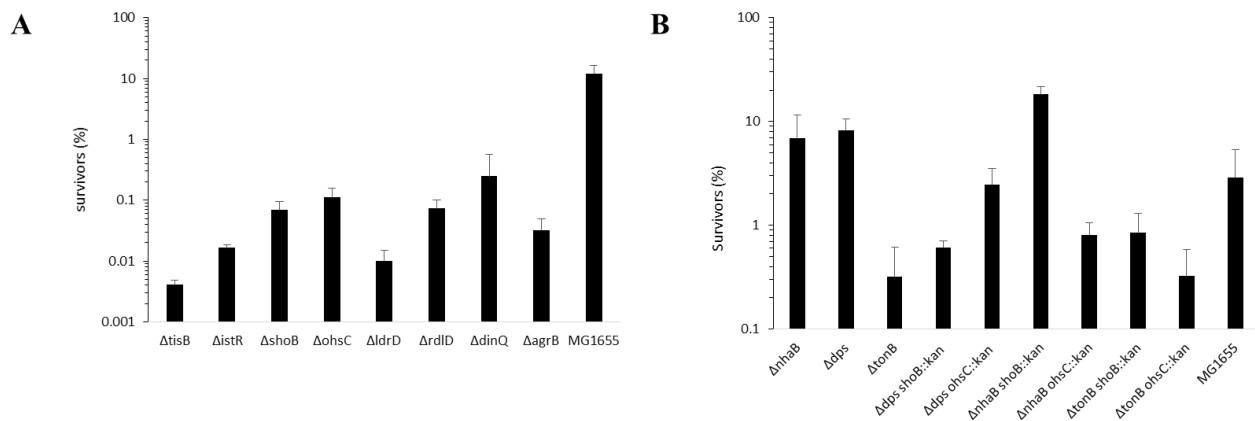 A
survivors (%)
100
10
1
0.1
0.01
0.001
ΔtisB ΔistR ΔshoB ΔohsC ΔldrD ΔrdlD ΔdinQ ΔagrB MG1655
B
Survivors (%)
100
10
1
0.1
ΔnhaB
Δdps
ΔtonB
Δdps shoB::kan
Δdps ohsC::kan
ΔnhaB shoB::kan
ΔnhaB ohsC::kan
ΔtonB shoB::kan
ΔtonB ohsC::kan
MG1655